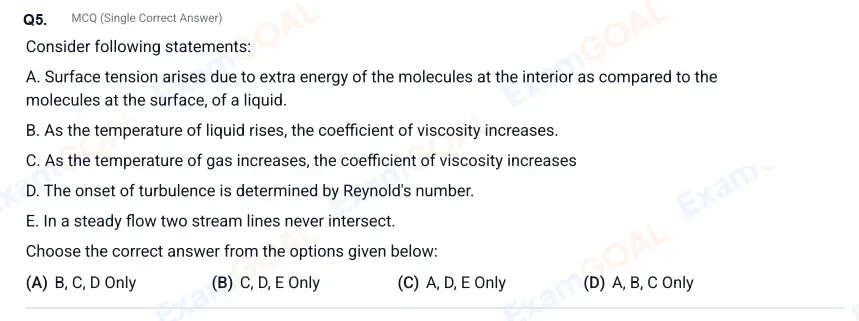 Q5. MCQ (Single Correct Answer)
Consider following statements:
A. Surface tension arises due to extra energy of the molecules at the interior as compared to the
molecules at the surface, of a liquid.
B. As the temperature of liquid rises, the coefficient of viscosity increases.
C. As the temperature of gas increases, the coefficient of viscosity increases
D. The onset of turbulence is determined by Reynold's number.
E. In a steady flow two stream lines never intersect.
Choose the correct answer from the options given below:
(A) B, C, D Only (B) C, D, E Only (C) A, D, E Only (D) A, B, C Only
ExamGOAL